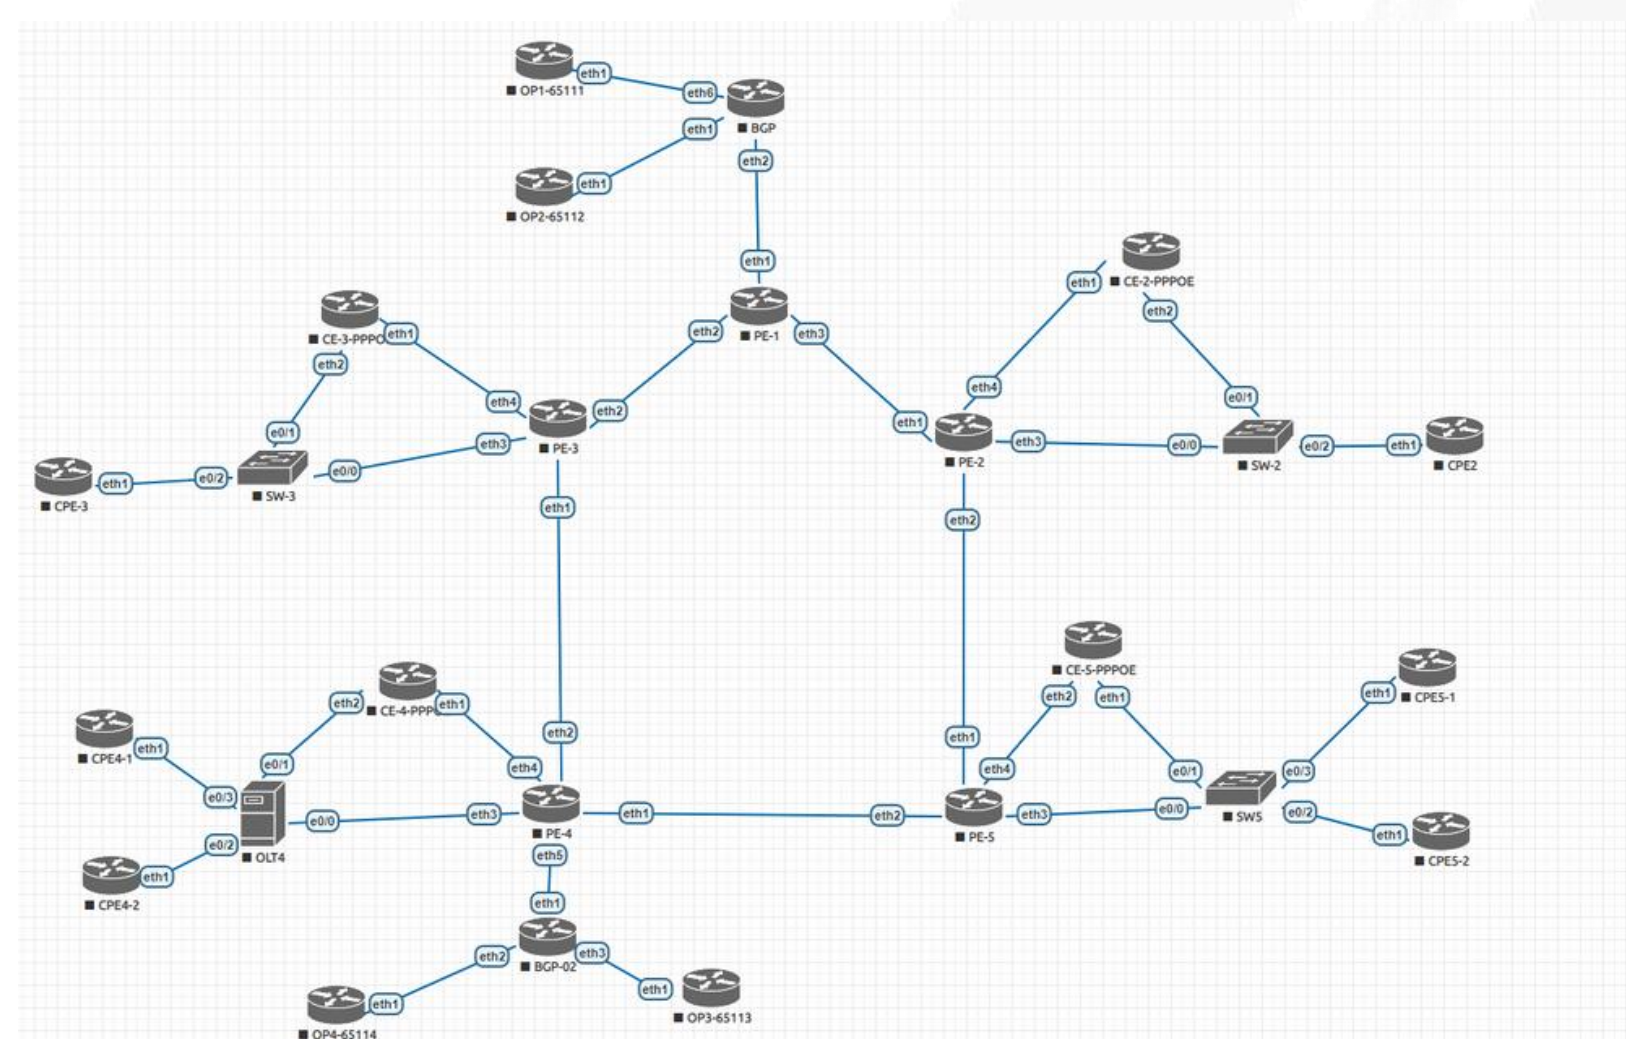 eth1
OP1-65111
eth6
BGP
eth1
eth2
eth1
OP2-65112
eth1
CE-2-PPPOE
eth1
eth2
PE-1
eth2
eth3
CE-3-PPPO
eth1
eth2
eth4
eth4
e0/1
eth2
eth1
eth3
e0/0
e0/2
eth1
PE-2
SW-2
CPE2
e0/1
eth3
PE-3
e0/0
e0/2
eth1
SW-3
CPE-3
eth1
eth2
CE-5-PPPOE
eth2
eth1
eth1
CPE5-1
eth2
CE-4-PPP
eth1
eth2
eth1
eth1
CPE4-1
e0/1
eth4
eth4
e0/1
e0/3
e0/3
e0/0
eth3
eth1
eth2
eth3
e0/0
e0/2
SW5
PE-4
PE-5
eth1
e0/2
OLT4
eth5
CPE5-2
eth1
CPE4-2
eth1
eth2
eth3
BGP-02
eth1
eth1
OP3-65113
OP4-65114